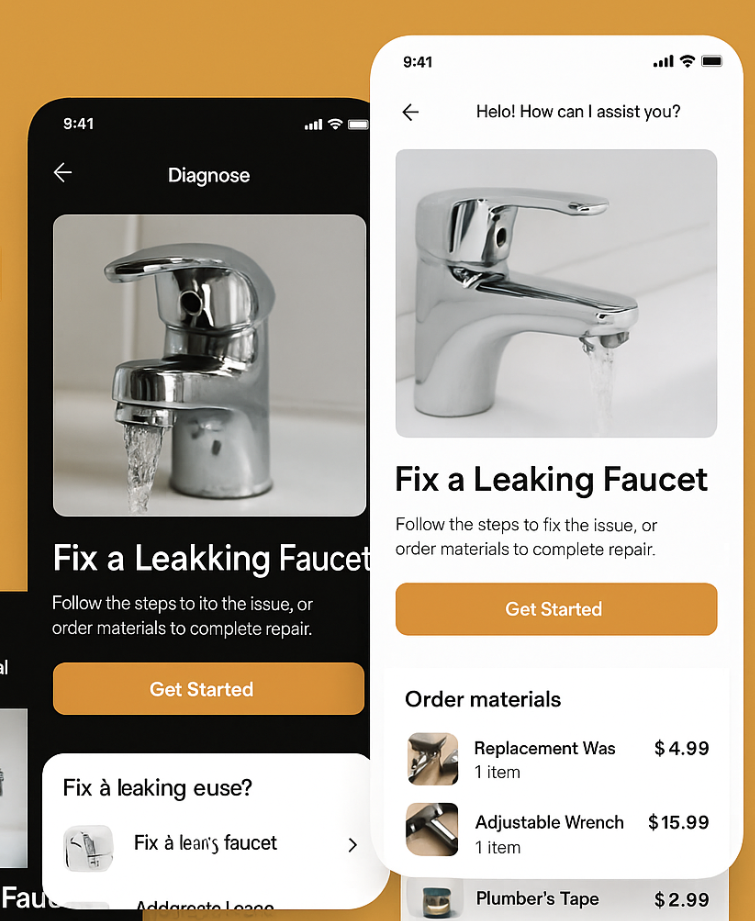 9:41
Diagnose
Fix a Leakking Faucet
Follow the steps to ito the issue, or
order materials to complete repair.
Get Started
Fix à leaking euse?
Fix à lean's faucet
al
Fau
9:41
Helo! How can I assist you?
Fix a Leaking Faucet
Follow the steps to fix the issue, or
order materials to complete repair.
Get Started
Order materials
Replacement Was $4.99
1 item
Adjustable Wrench $15.99
1 item
Plumber's Tape $2.99